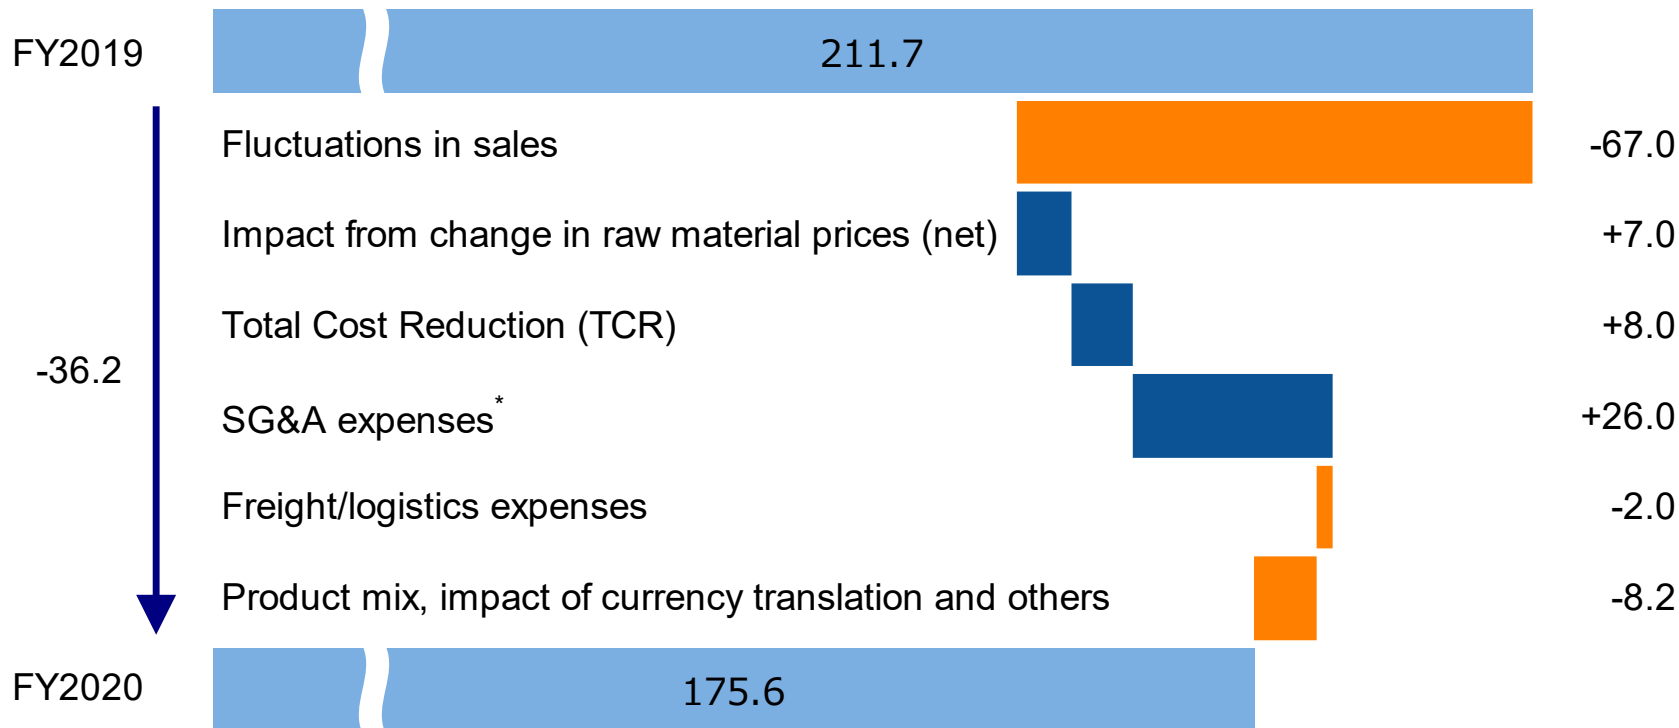 FY2019 211.7
Fluctuations in sales -67.0
Impact from change in raw material prices (net) +7.0
Total Cost Reduction (TCR) +8.0
-36.2
SG&A expenses* +26.0
Freight/logistics expenses -2.0
Product mix, impact of currency translation and others -8.2
FY2020 175.6